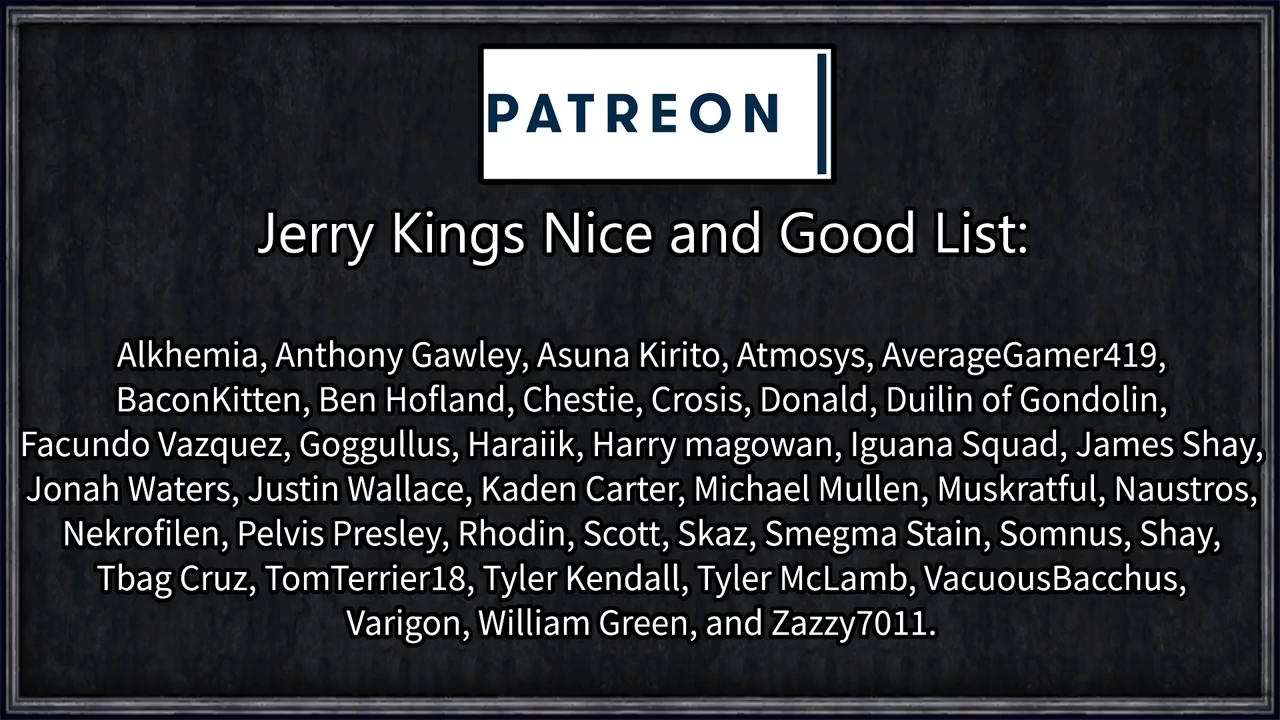 PATREON
Jerry Kings Nice and Good List:
Alkhemia, Anthony Gawley, Asuna Kirito, Atmosys, AverageGamer419,
BaconKitten, Ben Hofland, Chestie, Crosis, Donald, Duilin of Gondolin,
Facundo Vazquez, Goggullus, Haraiik, Harry magowan, Iguana Squad, James Shay,
Jonah Waters, Justin Wallace, Kaden Carter, Michael Mullen, Muskratful, Naustros,
Nekrofilen, Pelvis Presley, Rhodin, Scott, Skaz, Smegma Stain, Somnus, Shay,
Tbag Cruz, TomTerrier18, Tyler Kendall, Tyler McLamb, VacuousBacchus,
Varigon, William Green, and Zazzy7011.